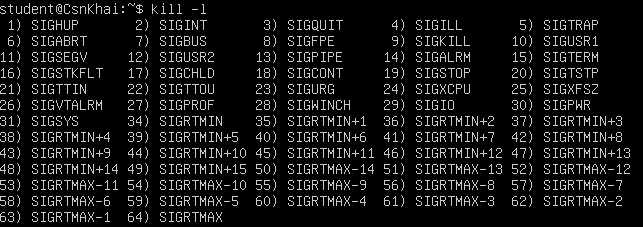 student@CsnKhai:~$ kill -l
 1) SIGHUP       2) SIGINT       3) SIGQUIT      4) SIGILL       5) SIGTRAP
 6) SIGABRT      7) SIGBUS       8) SIGFPE       9) SIGKILL     10) SIGUSR1
11) SIGSEGV     12) SIGUSR2     13) SIGPIPE     14) SIGALRM     15) SIGTERM
16) SIGSTKFLT   17) SIGCHLD     18) SIGCONT     19) SIGSTOP     20) SIGTSTP
21) SIGTTIN     22) SIGTTOU     23) SIGURG      24) SIGXCPU     25) SIGXFSZ
26) SIGVTALRM   27) SIGPROF     28) SIGWINCH    29) SIGIO       30) SIGPWR
31) SIGSYS      34) SIGRTMIN    35) SIGRTMIN+1  36) SIGRTMIN+2  37) SIGRTMIN+3
38) SIGRTMIN+4  39) SIGRTMIN+5  40) SIGRTMIN+6  41) SIGRTMIN+7  42) SIGRTMIN+8
43) SIGRTMIN+9  44) SIGRTMIN+10 45) SIGRTMIN+11 46) SIGRTMIN+12 47) SIGRTMIN+13
48) SIGRTMIN+14 49) SIGRTMIN+15 50) SIGRTMAX-14 51) SIGRTMAX-13 52) SIGRTMAX-12
53) SIGRTMAX-11 54) SIGRTMAX-10 55) SIGRTMAX-9  56) SIGRTMAX-8  57) SIGRTMAX-7
58) SIGRTMAX-6  59) SIGRTMAX-5  60) SIGRTMAX-4  61) SIGRTMAX-3  62) SIGRTMAX-2
63) SIGRTMAX-1  64) SIGRTMAX